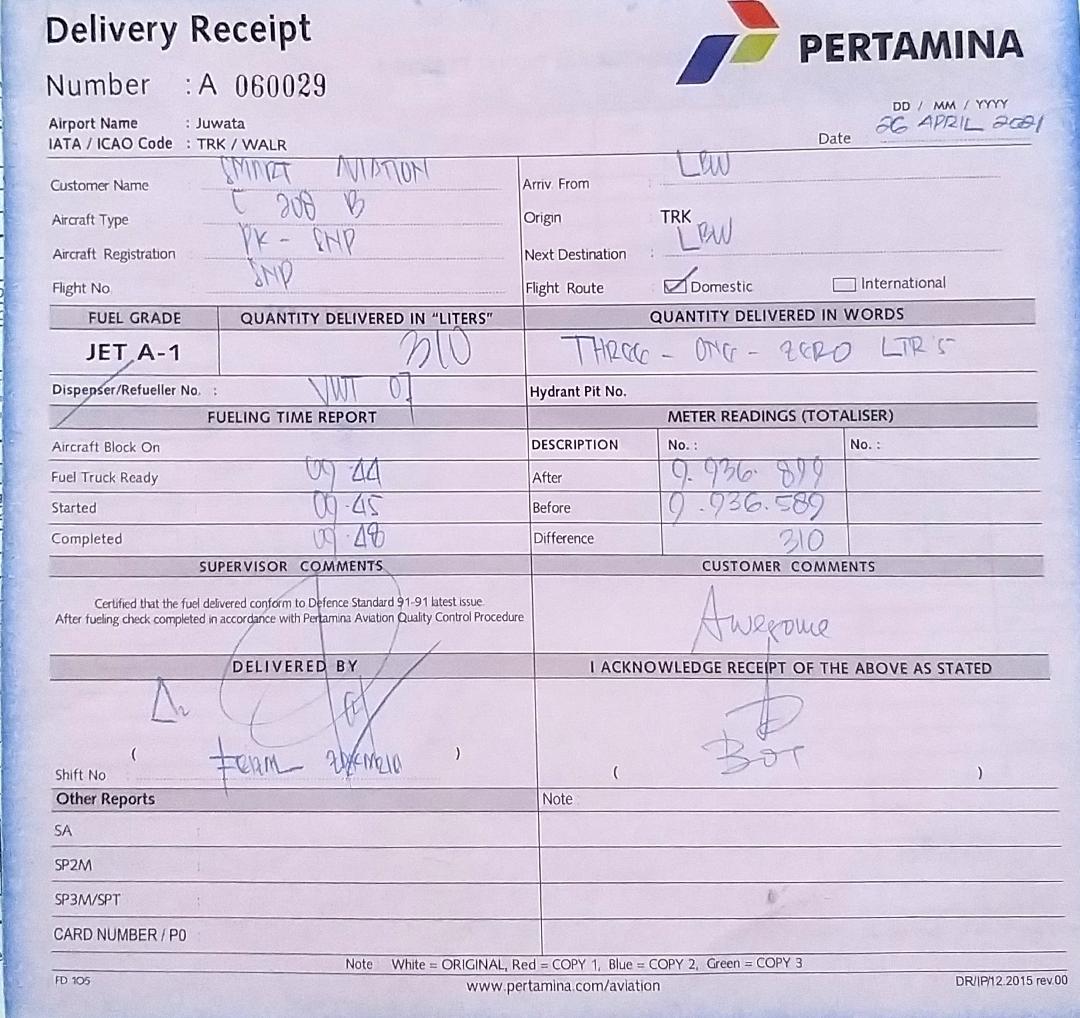 Delivery Receipt
PERTAMINA
Number : A 060029
DD / MM / YYYY
Airport Name : Juwata
Date 26 APRIL 2021
IATA / ICAO Code : TRK / WALR
Customer Name SMART AVIATION
Arriv. From : LBW
Aircraft Type C 208 B
Origin TRK
Aircraft Registration PK - SNP
Next Destination : LBW
Flight No SNP
Flight Route Domestic International
FUEL GRADE QUANTITY DELIVERED IN "LITERS" QUANTITY DELIVERED IN WORDS
JET A-1 310 THREE - ONE - ZERO LTR'S
Dispenser/Refueller No. : VWT 07 Hydrant Pit No.
FUELING TIME REPORT METER READINGS (TOTALISER)
Aircraft Block On DESCRIPTION No. : No. :
Fuel Truck Ready 09.44 After 9.936.899
Started 09.45 Before 9.936.589
Completed 09.48 Difference 310
SUPERVISOR COMMENTS CUSTOMER COMMENTS
Certified that the fuel delivered conform to Defence Standard 91-91 latest issue.
After fueling check completed in accordance with Pertamina Aviation Quality Control Procedure
Awesome
DELIVERED BY I ACKNOWLEDGE RECEIPT OF THE ABOVE AS STATED
( )
Shift No ( )
Other Reports Note
SA :
SP2M
SP3M/SPT :
CARD NUMBER / PO
Note White = ORIGINAL, Red = COPY 1, Blue = COPY 2, Green = COPY 3
FD 105 www.pertamina.com/aviation DR/IP/12.2015 rev.00